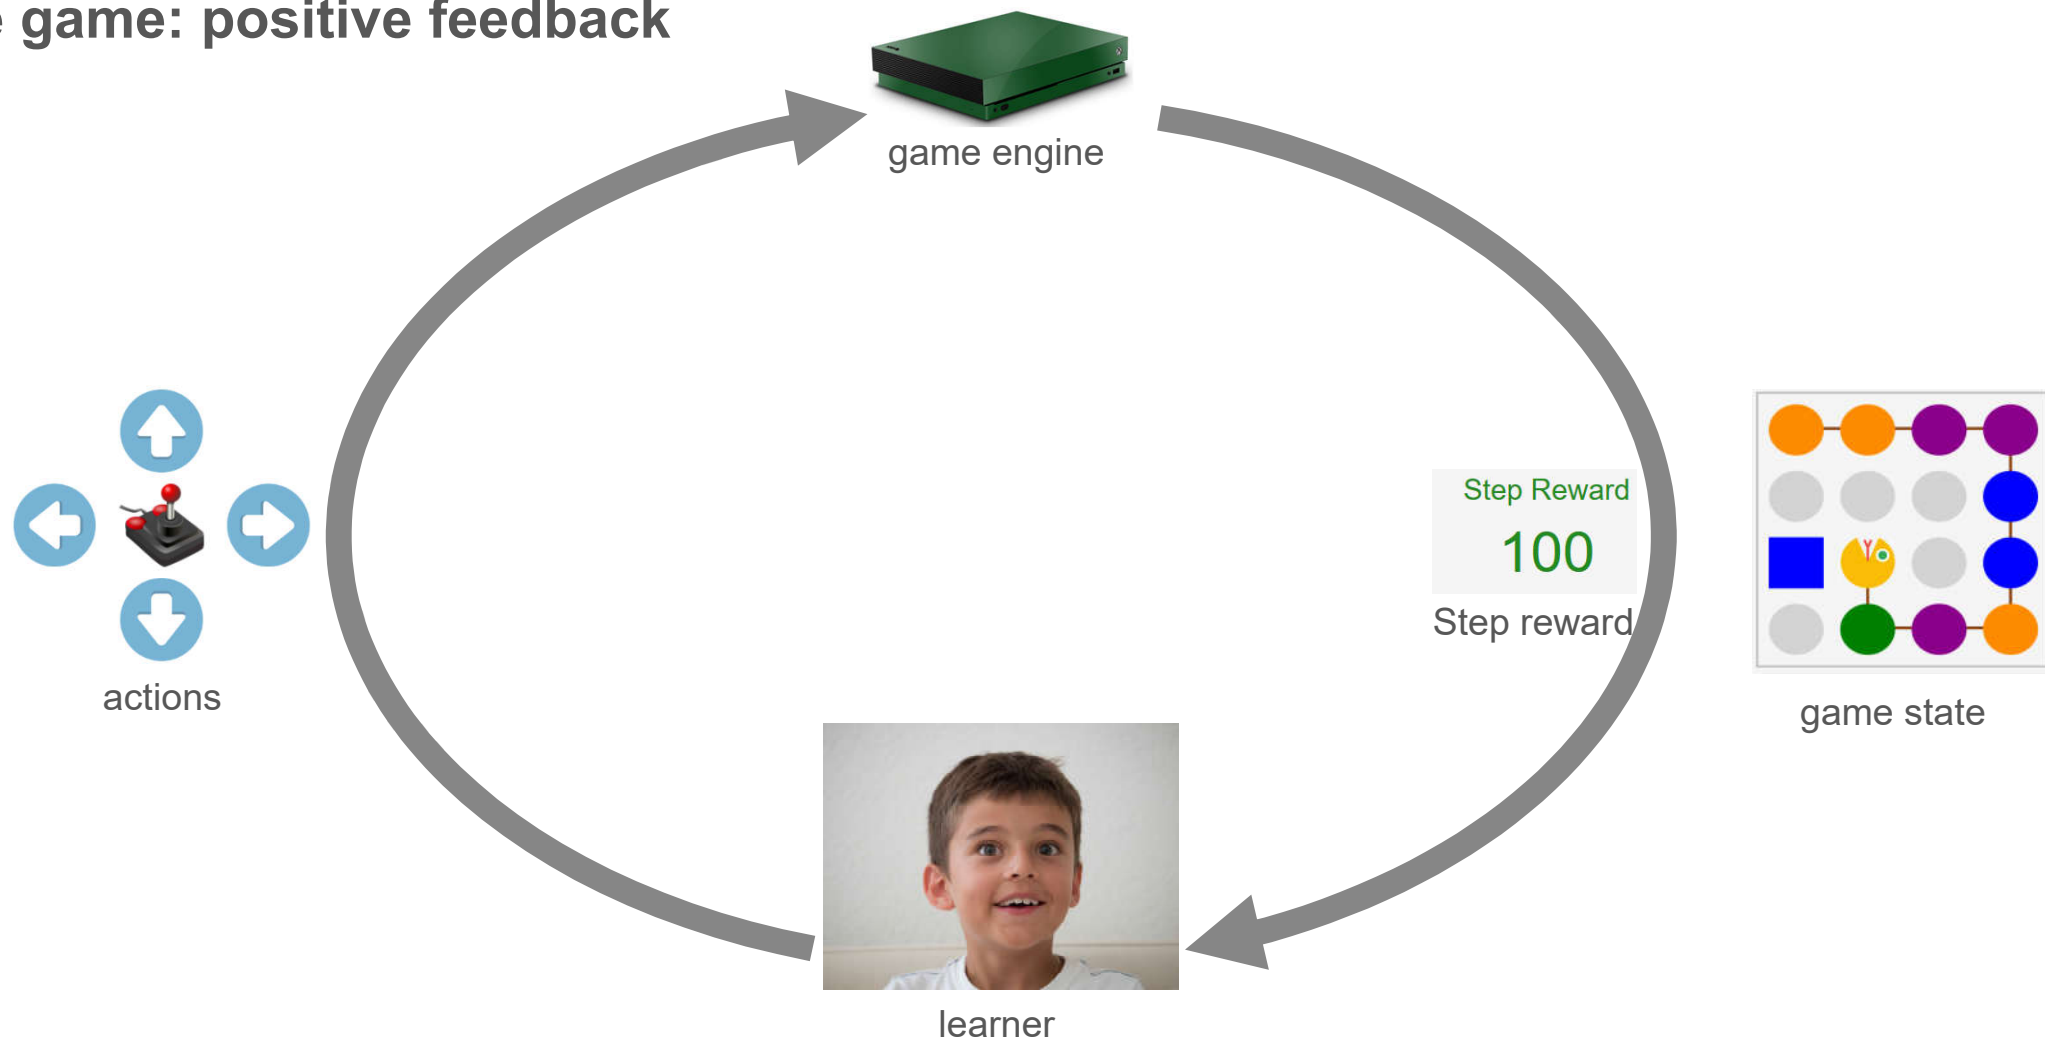 game: positive feedback
game engine
Step Reward
100
Step reward
actions
game state
learner